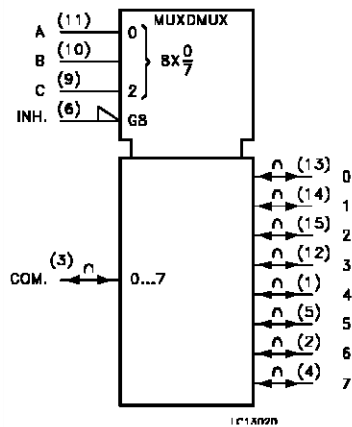 MUXDMUX
A (11) 0
B (10) 8X 0/7
C (9) 2
INH. (6) G8
∩ (13) 0
∩ (14) 1
∩ (15) 2
∩ (12) 3
COM. (3) ∩ 0...7
∩ (1) 4
∩ (5) 5
∩ (2) 6
∩ (4) 7
LC13020